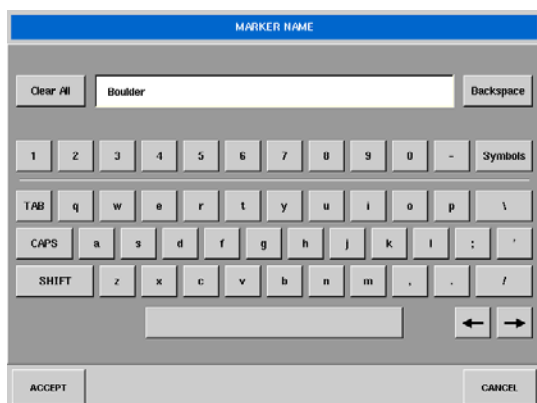 MARKER NAME
Clear All Boulder Backspace
1 2 3 4 5 6 7 8 9 0 - Symbols
TAB q w e r t y u i o p \
CAPS a s d f g h j k l ; '
SHIFT z x c v b n m , . /
← →
ACCEPT CANCEL